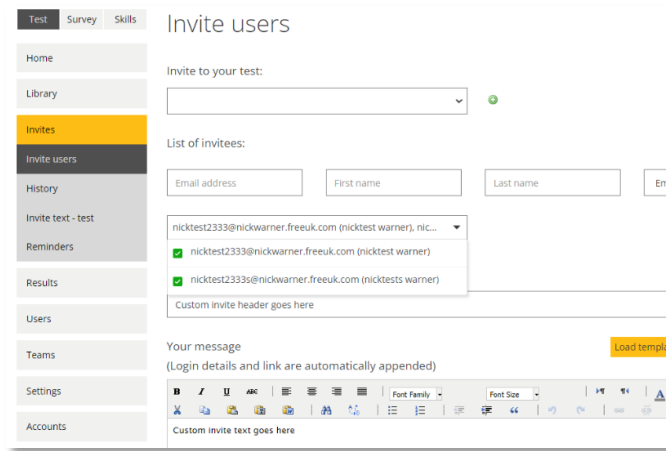 Test Survey Skills
Invite users
Home
Library
Invites
Invite users
History
Invite text - test
Reminders
Results
Users
Teams
Settings
Accounts
Invite to your test:
List of invitees:
Email address First name Last name
nicktest2333@nickwarner.freeuk.com (nicktest warner), nic...
nicktest2333@nickwarner.freeuk.com (nicktest warner)
nicktest2333s@nickwarner.freeuk.com (nicktests warner)
Custom invite header goes here
Your message
Load templa
(Login details and link are automatically appended)
B I U ABC Font Family Font Size A
Custom invite text goes here